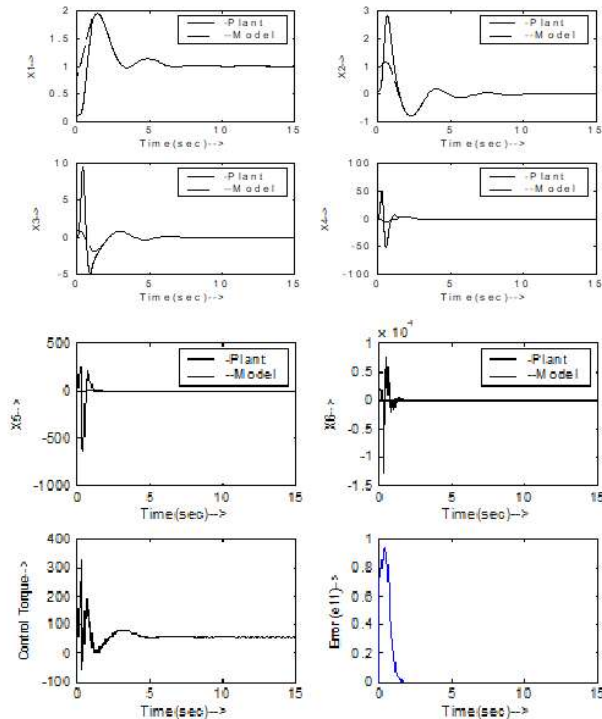 2
1.5
1
0.5
0
X1-->
-Plant
--Model
0
5
10
15
Time(sec)-->
3
2
1
0
-1
X2-->
-Plant
--Model
0
5
10
15
Time(sec)-->
10
5
0
-5
X3-->
-Plant
--Model
0
5
10
15
Time(sec)-->
100
50
0
-50
-100
X4-->
-Plant
--Model
0
5
10
15
Time(sec)-->
500
0
-500
-1000
X5-->
-Plant
--Model
0
5
10
15
Time(sec)-->
x 10^4
1
0.5
0
-0.5
-1
-1.5
X6-->
-Plant
--Model
0
5
10
15
Time(sec)-->
400
300
200
100
0
-100
Control Torque-->
0
5
10
15
Time(sec)-->
1
0.8
0.6
0.4
0.2
0
Error (e11)-->
0
5
10
15
Time(sec)-->